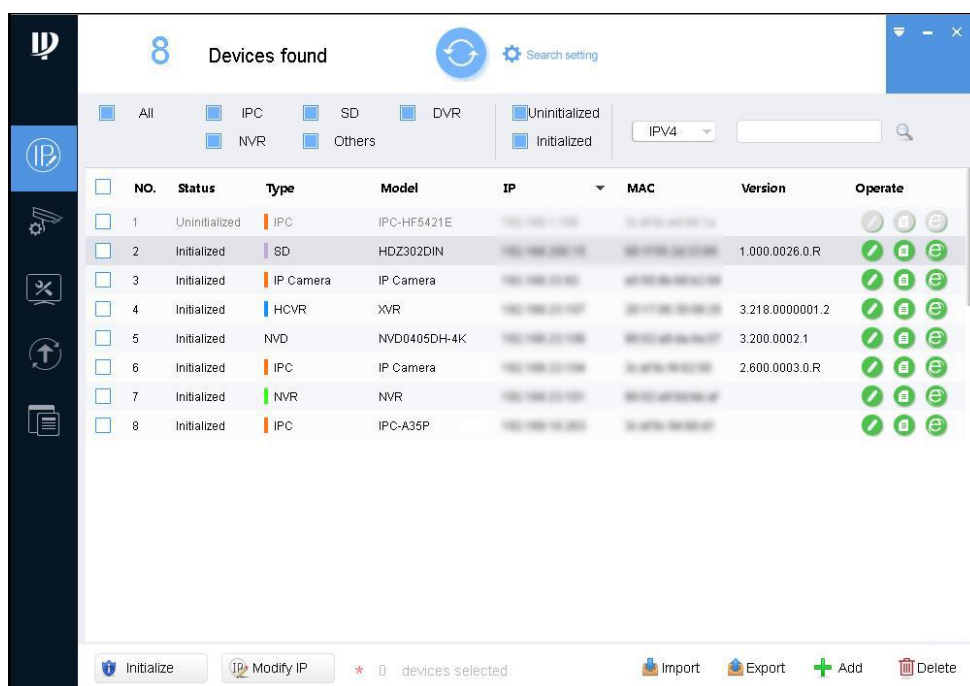 8 Devices found Search setting
All IPC SD DVR Uninitialized
NVR Others Initialized IPV4
NO. Status Type Model IP MAC Version Operate
1 Uninitialized IPC IPC-HF5421E
2 Initialized SD HDZ302DIN 1.000.0026.0.R
3 Initialized IP Camera IP Camera
4 Initialized HCVR XVR 3.218.0000001.2
5 Initialized NVD NVD0405DH-4K 3.200.0002.1
6 Initialized IPC IP Camera 2.600.0003.0.R
7 Initialized NVR NVR
8 Initialized IPC IPC-A35P
Initialize IP Modify IP * 0 devices selected Import Export Add Delete